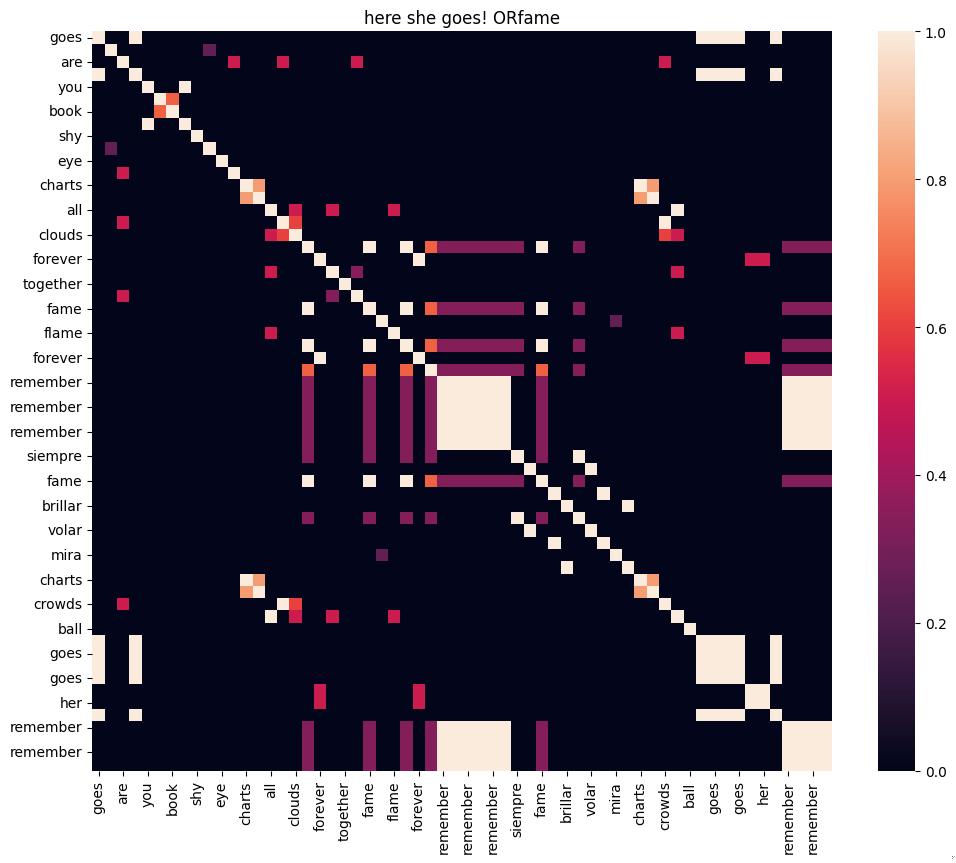 here she goes! ORfame
goes
are
you
book
shy
eye
charts
all
clouds
forever
together
fame
flame
forever
remember
remember
remember
siempre
fame
brillar
volar
mira
charts
crowds
ball
goes
goes
her
remember
remember
1.0
0.8
0.6
0.4
0.2
0.0
goes
are
you
book
shy
eye
charts
all
clouds
forever
together
fame
flame
forever
remember
remember
remember
siempre
fame
brillar
volar
mira
charts
crowds
ball
goes
goes
her
remember
remember